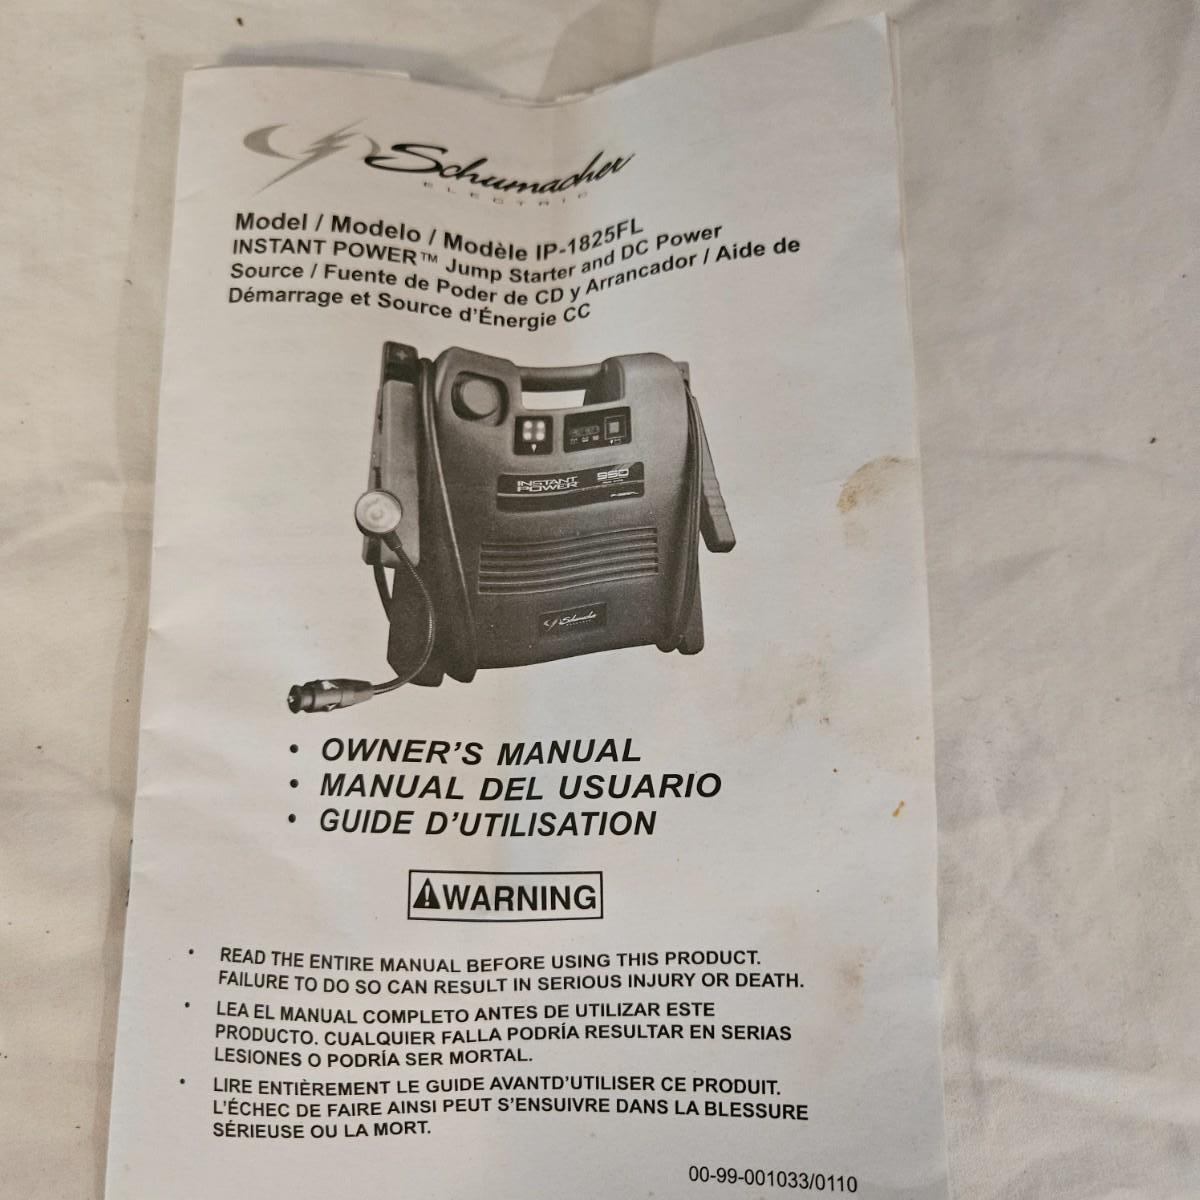 Schumacher
ELECTRIC
Model / Modelo / Modèle IP-1825FL
INSTANT POWER™ Jump Starter and DC Power
Source / Fuente de Poder de CD y Arrancador / Aide de
Démarrage et Source d'Énergie CC
INSTANT
POWER
950
Schumacher
• OWNER'S MANUAL
• MANUAL DEL USUARIO
• GUIDE D'UTILISATION
⚠WARNING
• READ THE ENTIRE MANUAL BEFORE USING THIS PRODUCT.
FAILURE TO DO SO CAN RESULT IN SERIOUS INJURY OR DEATH.
• LEA EL MANUAL COMPLETO ANTES DE UTILIZAR ESTE
PRODUCTO. CUALQUIER FALLA PODRÍA RESULTAR EN SERIAS
LESIONES O PODRÍA SER MORTAL.
• LIRE ENTIÈREMENT LE GUIDE AVANTD'UTILISER CE PRODUIT.
L'ÉCHEC DE FAIRE AINSI PEUT S'ENSUIVRE DANS LA BLESSURE
SÉRIEUSE OU LA MORT.
00-99-001033/0110